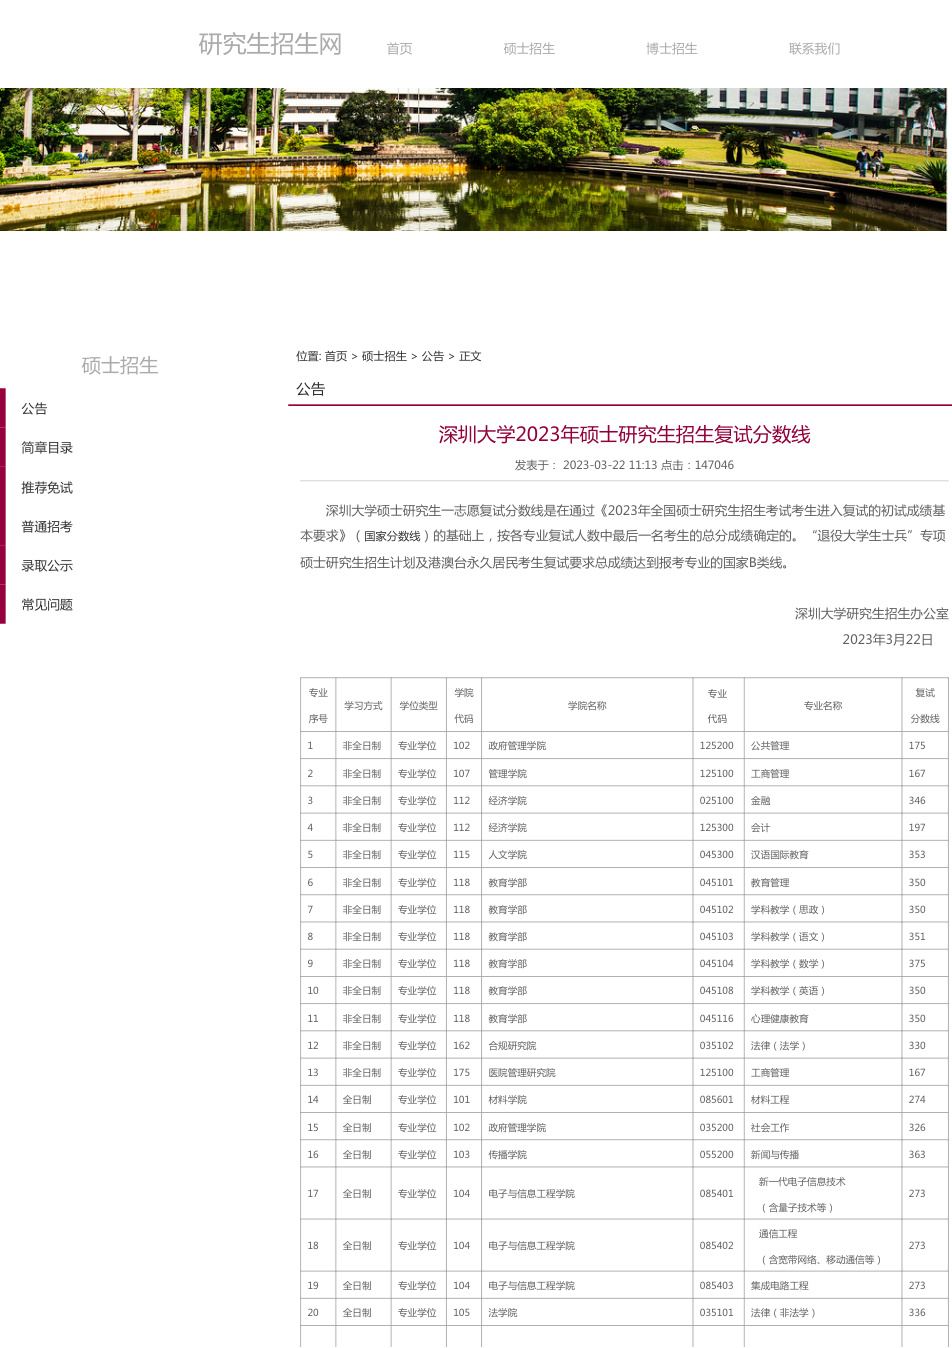 研究生招生网 首页 硕士招生 博士招生 联系我们
硕士招生
公告
简章目录
推荐免试
普通招考
录取公示
常见问题
位置: 首页 > 硕士招生 > 公告 > 正文
公告
深圳大学2023年硕士研究生招生复试分数线
发表于： 2023-03-22 11:13 点击：147046
深圳大学硕士研究生一志愿复试分数线是在通过《2023年全国硕士研究生招生考试考生进入复试的初试成绩基
本要求》（国家分数线）的基础上，按各专业复试人数中最后一名考生的总分成绩确定的。“退役大学生士兵”专项
硕士研究生招生计划及港澳台永久居民考生复试要求总成绩达到报考专业的国家B类线。
深圳大学研究生招生办公室
2023年3月22日
专业序号 学习方式 学位类型 学院代码 学院名称 专业代码 专业名称 复试分数线
1 非全日制 专业学位 102 政府管理学院 125200 公共管理 175
2 非全日制 专业学位 107 管理学院 125100 工商管理 167
3 非全日制 专业学位 112 经济学院 025100 金融 346
4 非全日制 专业学位 112 经济学院 125300 会计 197
5 非全日制 专业学位 115 人文学院 045300 汉语国际教育 353
6 非全日制 专业学位 118 教育学部 045101 教育管理 350
7 非全日制 专业学位 118 教育学部 045102 学科教学（思政） 350
8 非全日制 专业学位 118 教育学部 045103 学科教学（语文） 351
9 非全日制 专业学位 118 教育学部 045104 学科教学（数学） 375
10 非全日制 专业学位 118 教育学部 045108 学科教学（英语） 350
11 非全日制 专业学位 118 教育学部 045116 心理健康教育 350
12 非全日制 专业学位 162 合规研究院 035102 法律（法学） 330
13 非全日制 专业学位 175 医院管理研究院 125100 工商管理 167
14 全日制 专业学位 101 材料学院 085601 材料工程 274
15 全日制 专业学位 102 政府管理学院 035200 社会工作 326
16 全日制 专业学位 103 传播学院 055200 新闻与传播 363
17 全日制 专业学位 104 电子与信息工程学院 085401 新一代电子信息技术（含量子技术等） 273
18 全日制 专业学位 104 电子与信息工程学院 085402 通信工程（含宽带网络、移动通信等） 273
19 全日制 专业学位 104 电子与信息工程学院 085403 集成电路工程 273
20 全日制 专业学位 105 法学院 035101 法律（非法学） 336